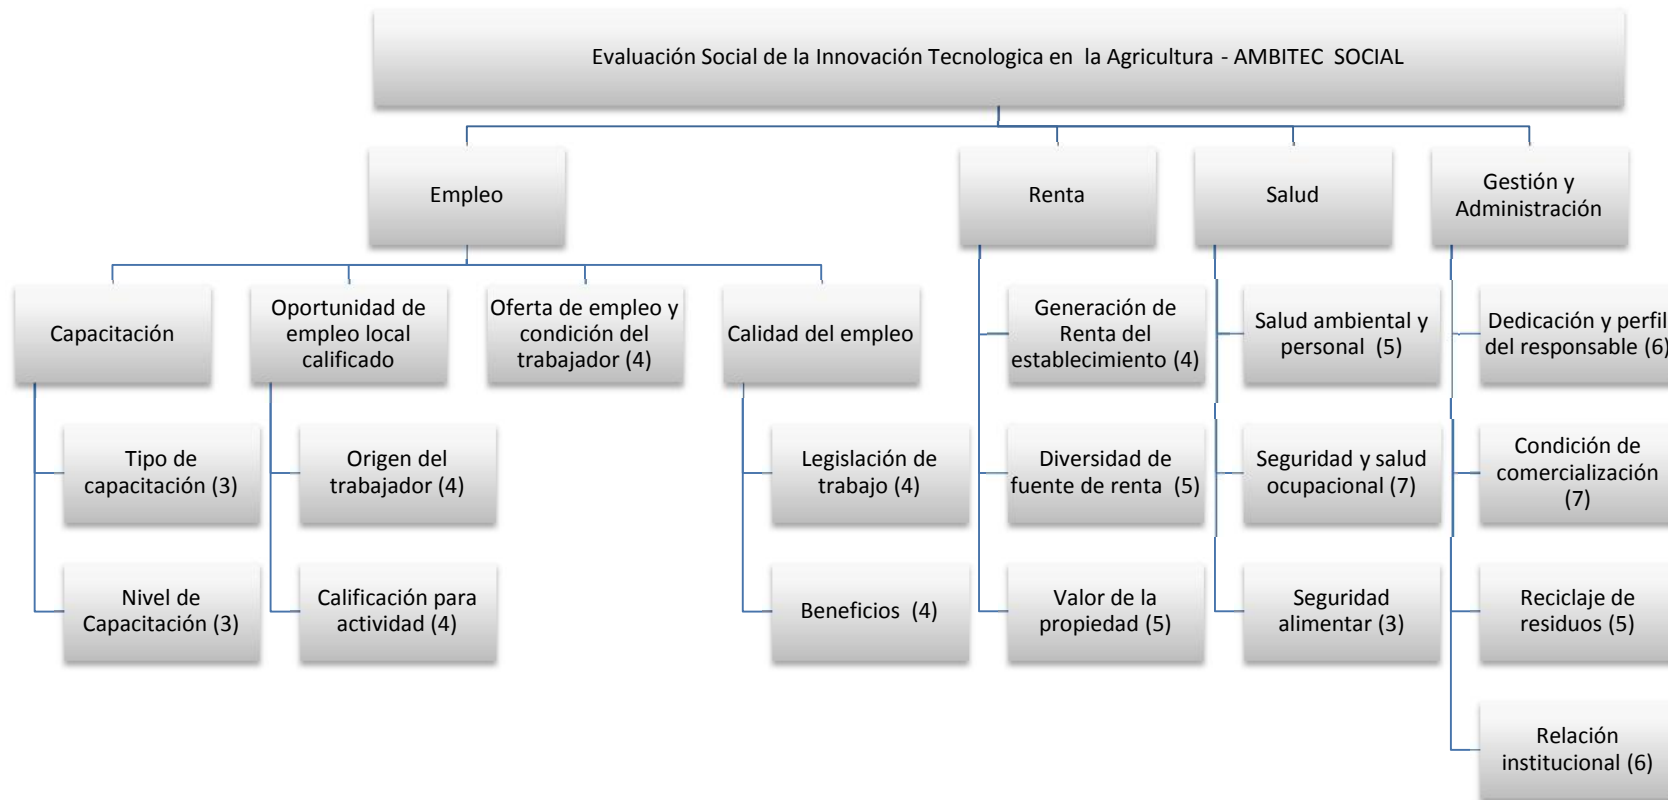 Evaluación Social de la Innovación Tecnologica en la Agricultura - AMBITEC SOCIAL
Empleo
Renta
Salud
Gestión y
Administración
Capacitación
Oportunidad de
empleo local
calificado
Oferta de empleo y
condición del
trabajador (4)
Calidad del empleo
Generación de
Renta del
establecimiento (4)
Salud ambiental y
personal (5)
Dedicación y perfil
del responsable (6)
Tipo de
capacitación (3)
Origen del
trabajador (4)
Legislación de
trabajo (4)
Diversidad de
fuente de renta (5)
Seguridad y salud
ocupacional (7)
Condición de
comercialización
(7)
Nivel de
Capacitación (3)
Calificación para
actividad (4)
Beneficios (4)
Valor de la
propiedad (5)
Seguridad
alimentar (3)
Reciclaje de
residuos (5)
Relación
institucional (6)